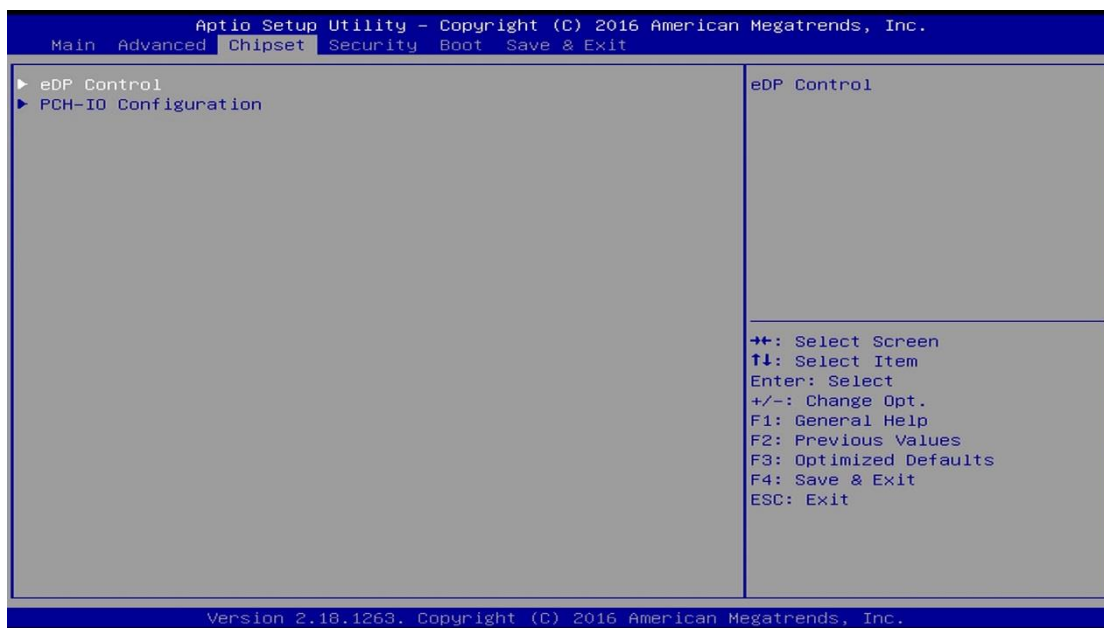 Aptio Setup Utility – Copyright (C) 2016 American Megatrends, Inc.
Main Advanced Chipset Security Boot Save & Exit
▶ eDP Control
▶ PCH-IO Configuration
eDP Control
→←: Select Screen
↑↓: Select Item
Enter: Select
+/-: Change Opt.
F1: General Help
F2: Previous Values
F3: Optimized Defaults
F4: Save & Exit
ESC: Exit
Version 2.18.1263. Copyright (C) 2016 American Megatrends, Inc.